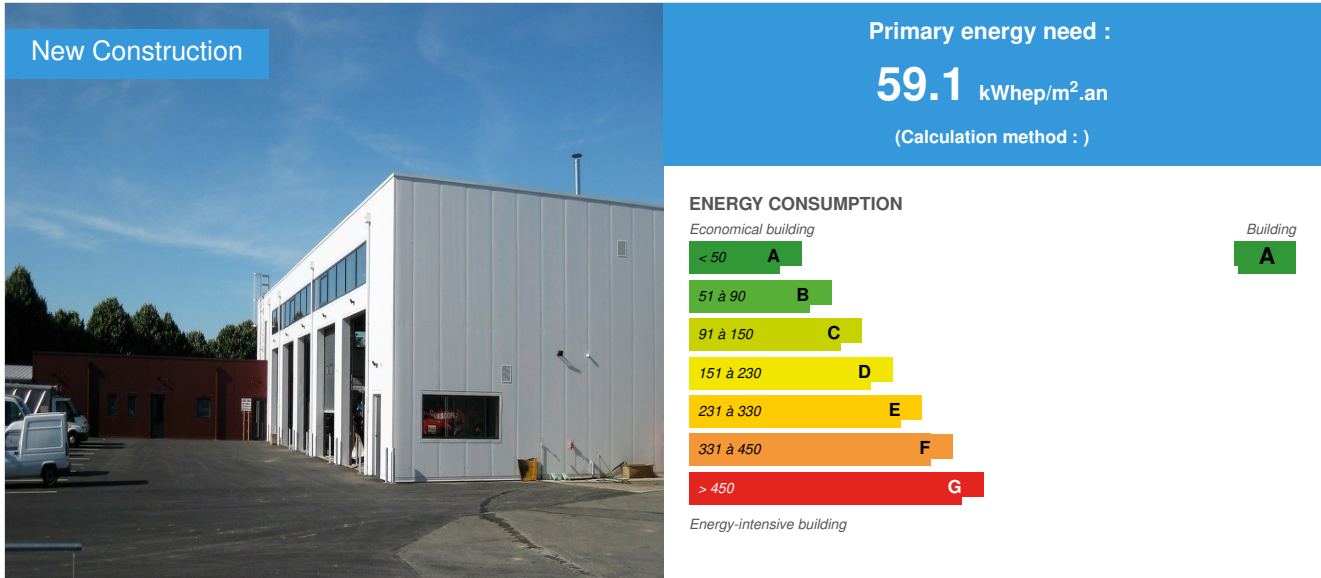 New Construction
Primary energy need :
59.1 kWhep/m².an
(Calculation method : )
ENERGY CONSUMPTION
Economical building
Building
< 50 A
A
51 à 90 B
91 à 150 C
151 à 230 D
231 à 330 E
331 à 450 F
> 450 G
Energy-intensive building